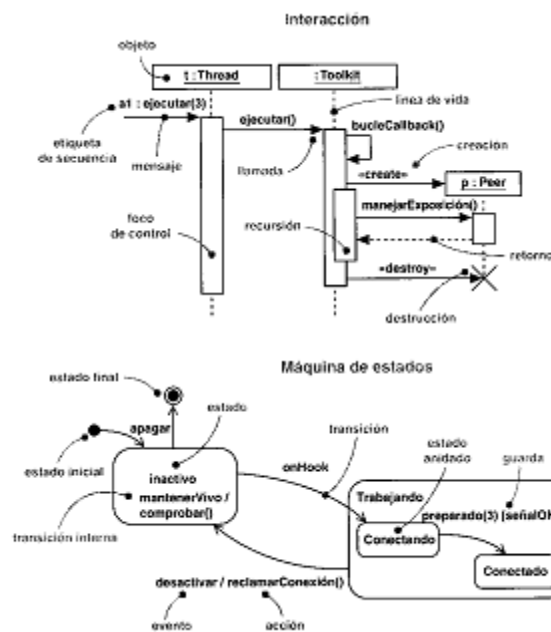 Interacción
objeto
t : Thread
: Toolkit
a1 : ejecutar(3)
línea de vida
ejecutar()
bucleCallback()
etiqueta
de secuencia
mensaje
llamada
creación
«create»
p : Peer
manejarExposición()
foco
de control
recursión
retorno
«destroy»
destrucción
Máquina de estados
estado final
estado
apagar
transición
estado
anidado
guarda
estado inicial
onHook
inactivo
mantenerVivo /
comprobar()
Trabajando
preparado(3) (señalOK
Conectando
transición interna
Conectado
desactivar / reclamarConexión()
evento
acción